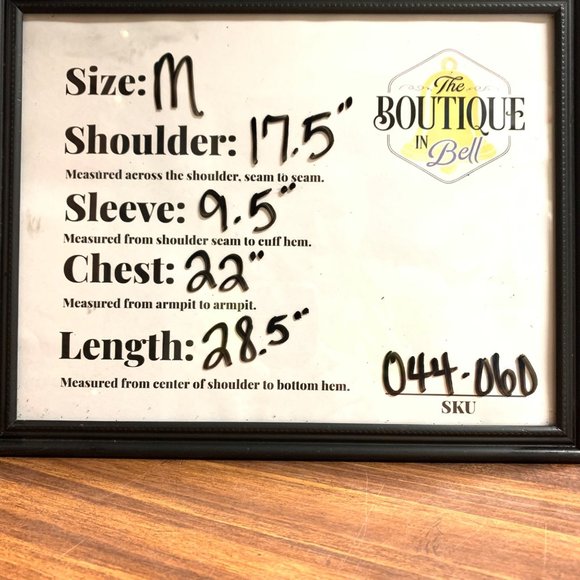 Size: M
Shoulder: 17.5"
Measured across the shoulder, seam to seam.
Sleeve: 9.5"
Measured from shoulder seam to cuff hem.
Chest: 22"
Measured from armpit to armpit.
Length: 28.5"
Measured from center of shoulder to bottom hem.
The
BOUTIQUE
IN
Bell
044-060
SKU